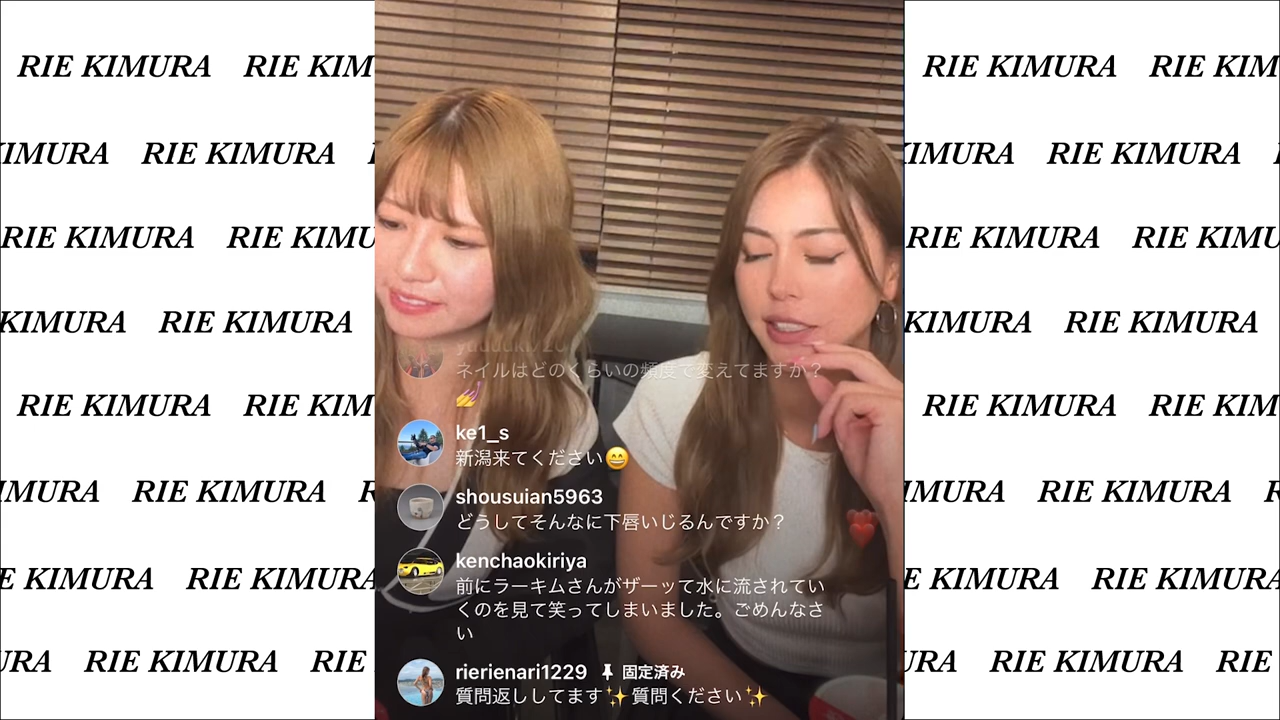 RIE KIMURA RIE KIM
IMURA RIE KIMURA
RIE KIMURA RIE KIMU
KIMURA RIE KIMURA
RIE KIMURA RIE KIM
IMURA RIE KIMURA
E KIMURA RIE KIMURA
URA RIE KIMURA RIE
ネイルはどのくらいの頻度で変えてますか？
💅
ke1_s
新潟来てください😄
shousuian5963
どうしてそんなに下唇いじるんですか？
kenchaokiriya
前にラーキムさんがザーッて水に流されてい
くのを見て笑ってしまいました。ごめんなさ
い
rierienari1229 📌 固定済み
質問返ししてます✨質問ください✨
RIE KIMURA RIE KIM
IMURA RIE KIMURA
RIE KIMURA RIE KIMU
KIMURA RIE KIMURA
RIE KIMURA RIE KIM
IMURA RIE KIMURA
E KIMURA RIE KIMURA
URA RIE KIMURA RIE